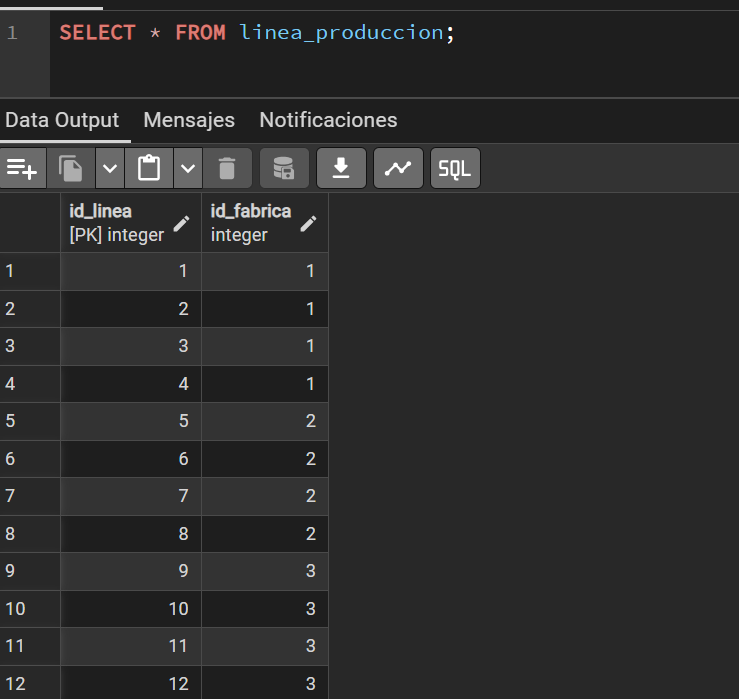 1 SELECT * FROM linea_produccion;
Data Output Mensajes Notificaciones
SQL
id_linea id_fabrica
[PK] integer integer
1 1 1
2 2 1
3 3 1
4 4 1
5 5 2
6 6 2
7 7 2
8 8 2
9 9 3
10 10 3
11 11 3
12 12 3